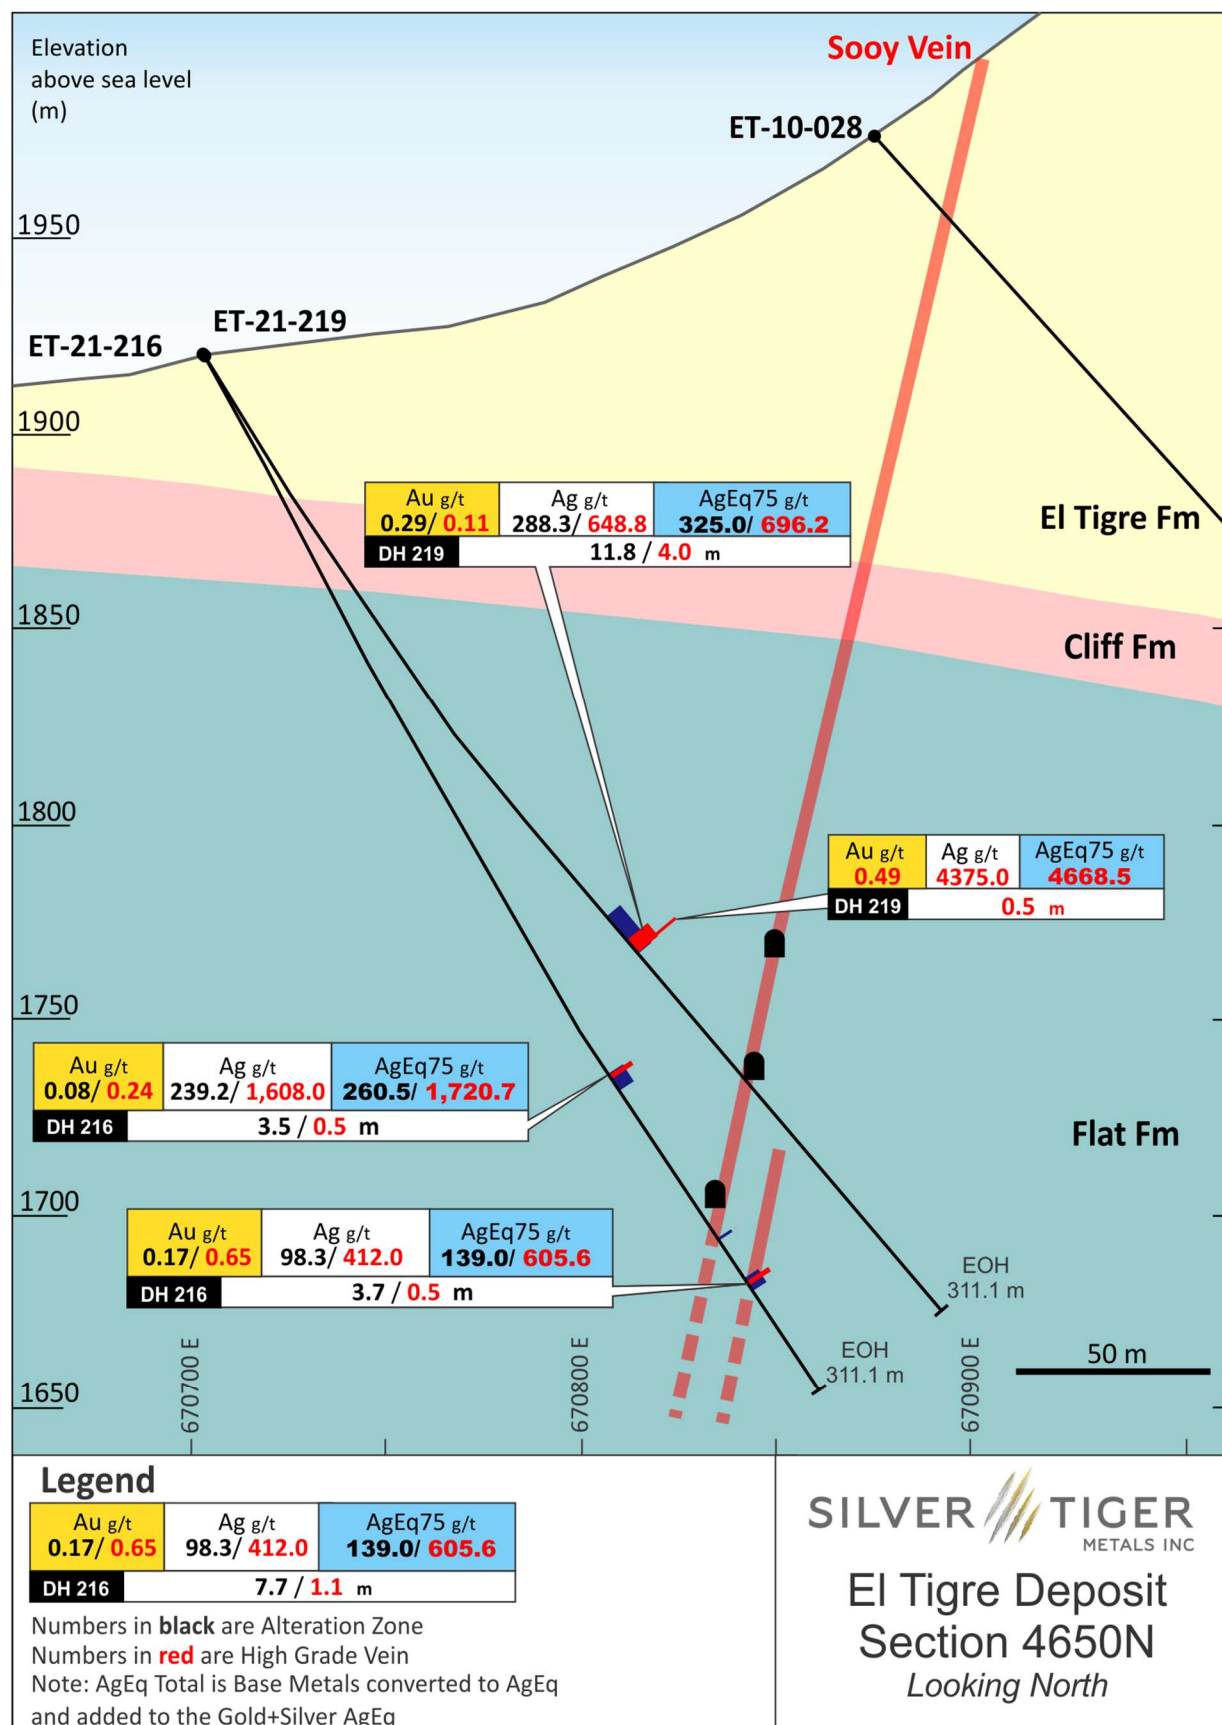 Elevation
above sea level
(m)
Sooy Vein
ET-10-028
1950
ET-21-219
ET-21-216
1900
Au g/t Ag g/t AgEq75 g/t
0.29/ 0.11 288.3/ 648.8 325.0/ 696.2
DH 219 11.8 / 4.0 m
El Tigre Fm
1850
Cliff Fm
1800
Au g/t Ag g/t AgEq75 g/t
0.49 4375.0 4668.5
DH 219 0.5 m
1750
Au g/t Ag g/t AgEq75 g/t
0.08/ 0.24 239.2/ 1,608.0 260.5/ 1,720.7
DH 216 3.5 / 0.5 m
Flat Fm
1700
Au g/t Ag g/t AgEq75 g/t
0.17/ 0.65 98.3/ 412.0 139.0/ 605.6
DH 216 3.7 / 0.5 m
EOH
311.1 m
EOH
311.1 m
50 m
1650
670700 E
670800 E
670900 E
Legend
Au g/t Ag g/t AgEq75 g/t
0.17/ 0.65 98.3/ 412.0 139.0/ 605.6
DH 216 7.7 / 1.1 m
Numbers in black are Alteration Zone
Numbers in red are High Grade Vein
Note: AgEq Total is Base Metals converted to AgEq
and added to the Gold+Silver AgEq
SILVER TIGER
METALS INC
El Tigre Deposit
Section 4650N
Looking North